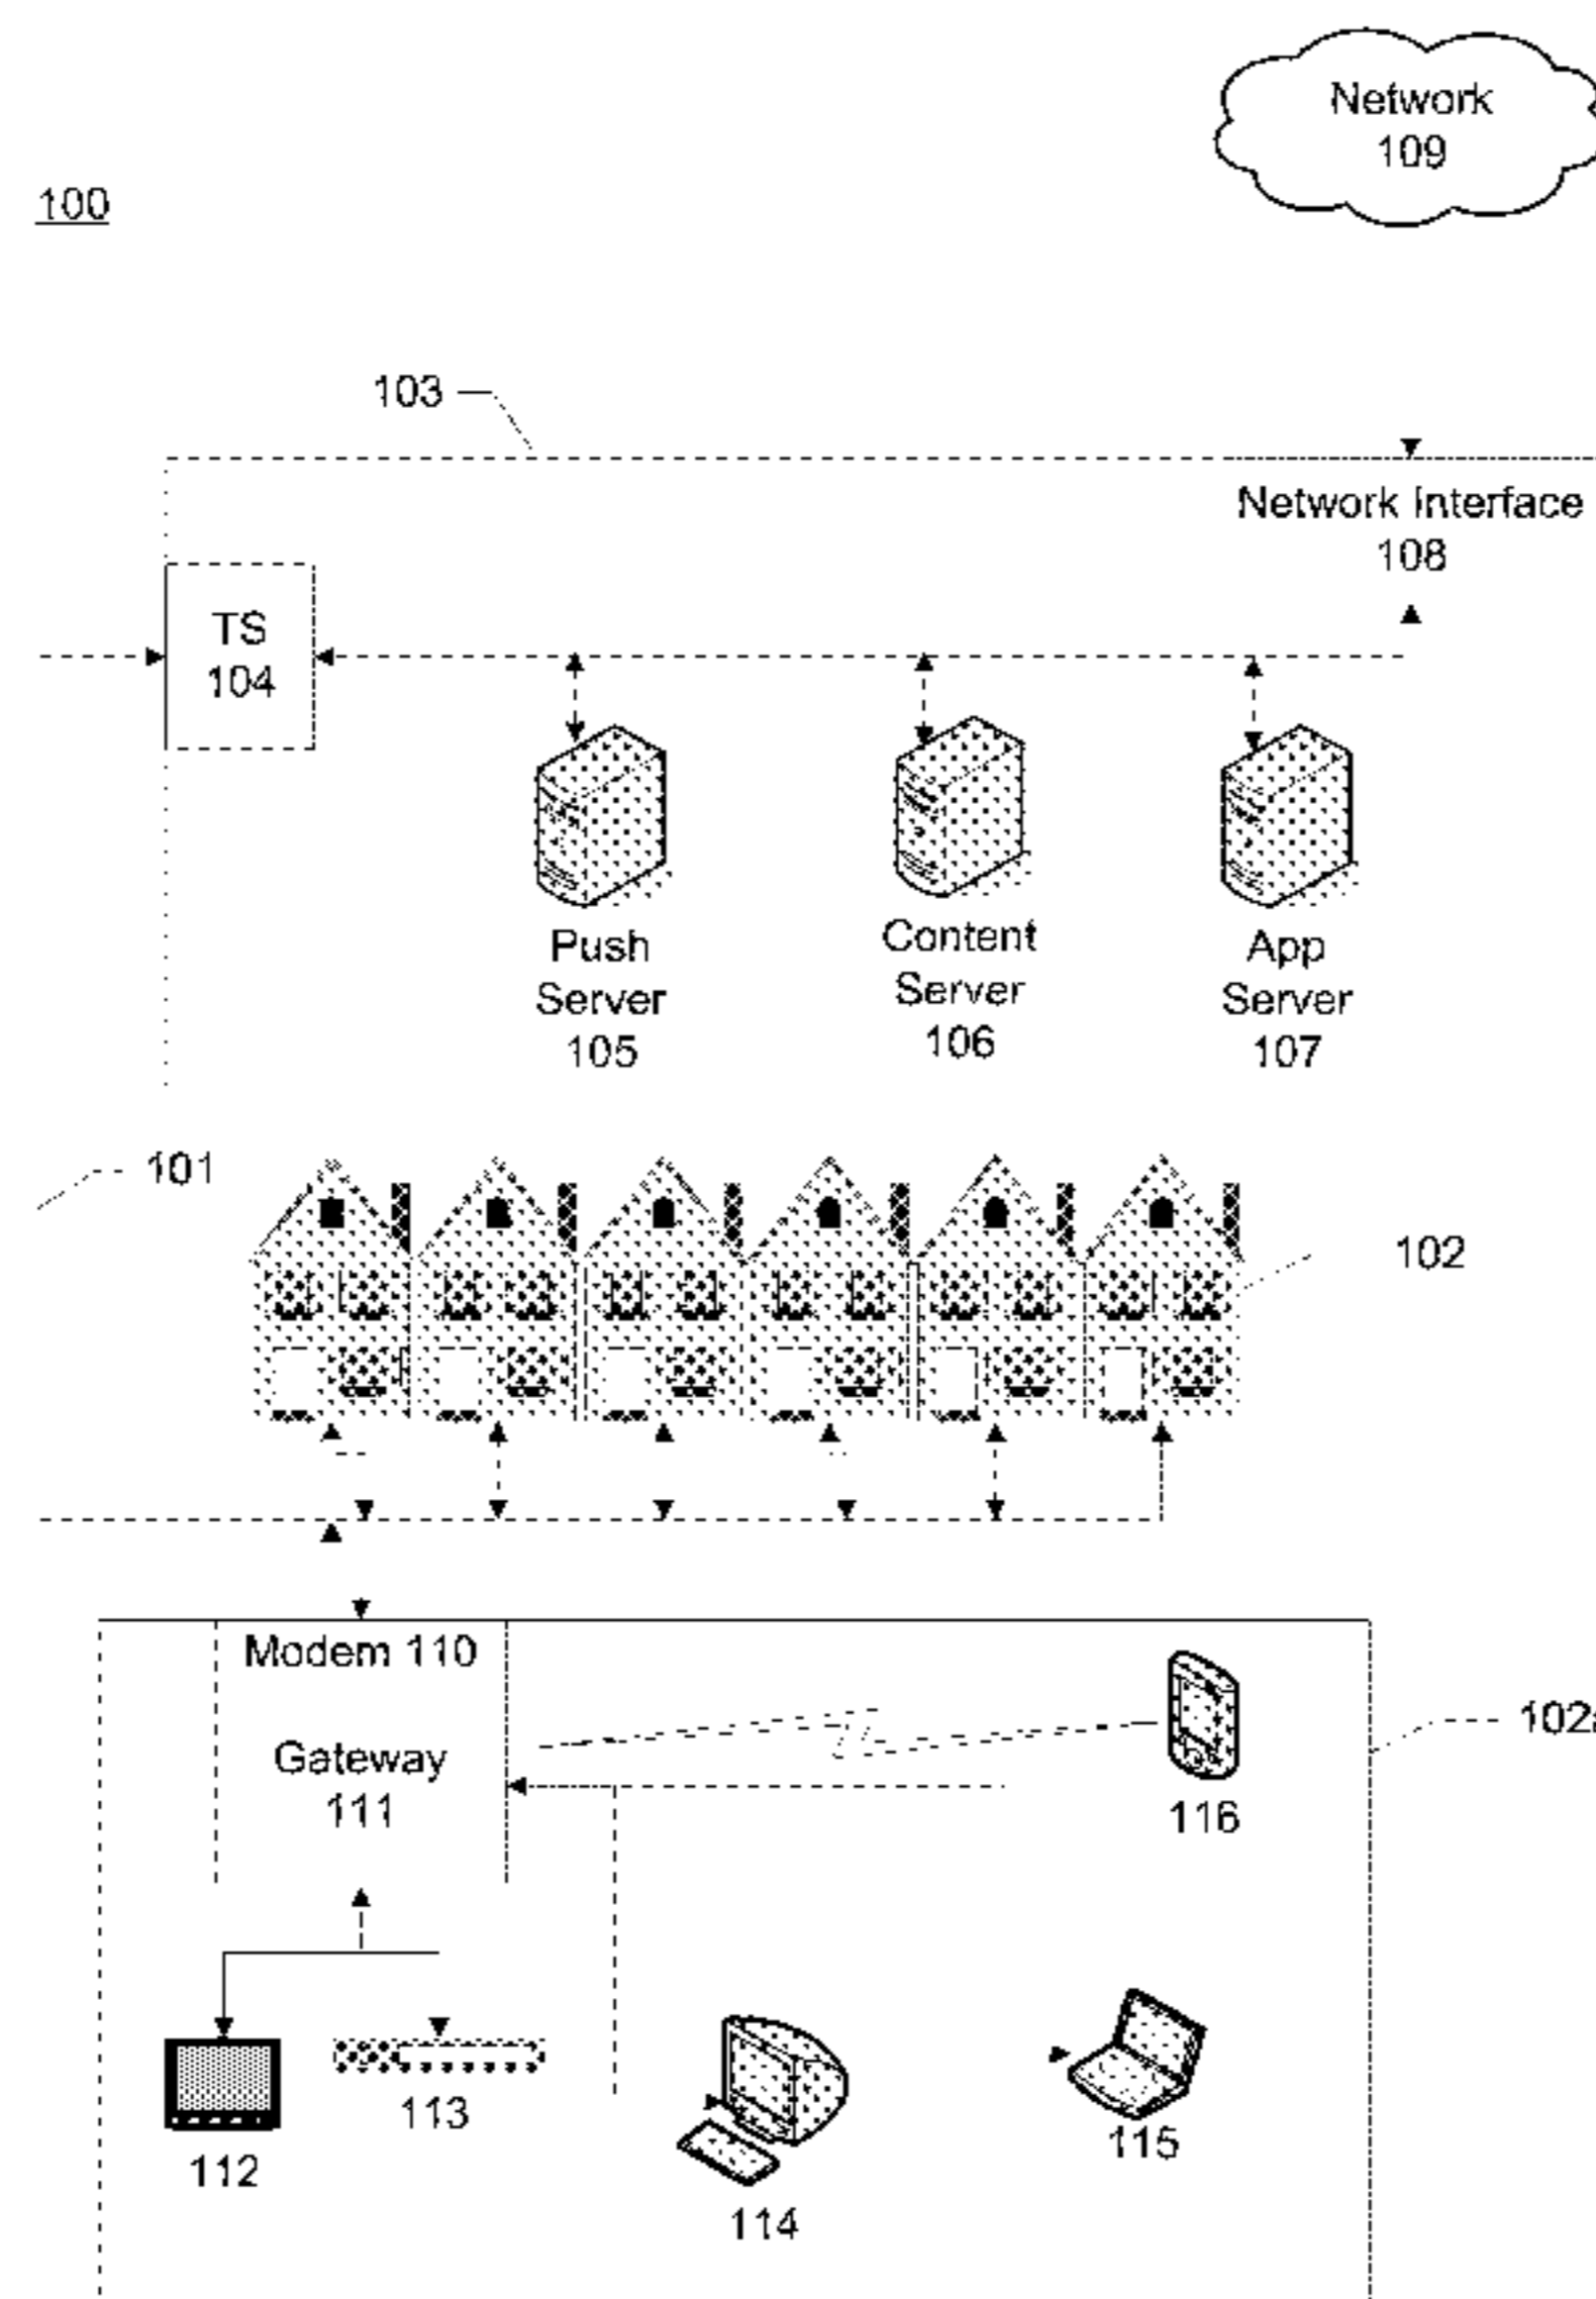 Network
109
100
103
Network Interface
108
TS
104
Push
Server
105
Content
Server
106
App
Server
107
101
102
Modem 110
Gateway
111
102a
116
112
113
114
115